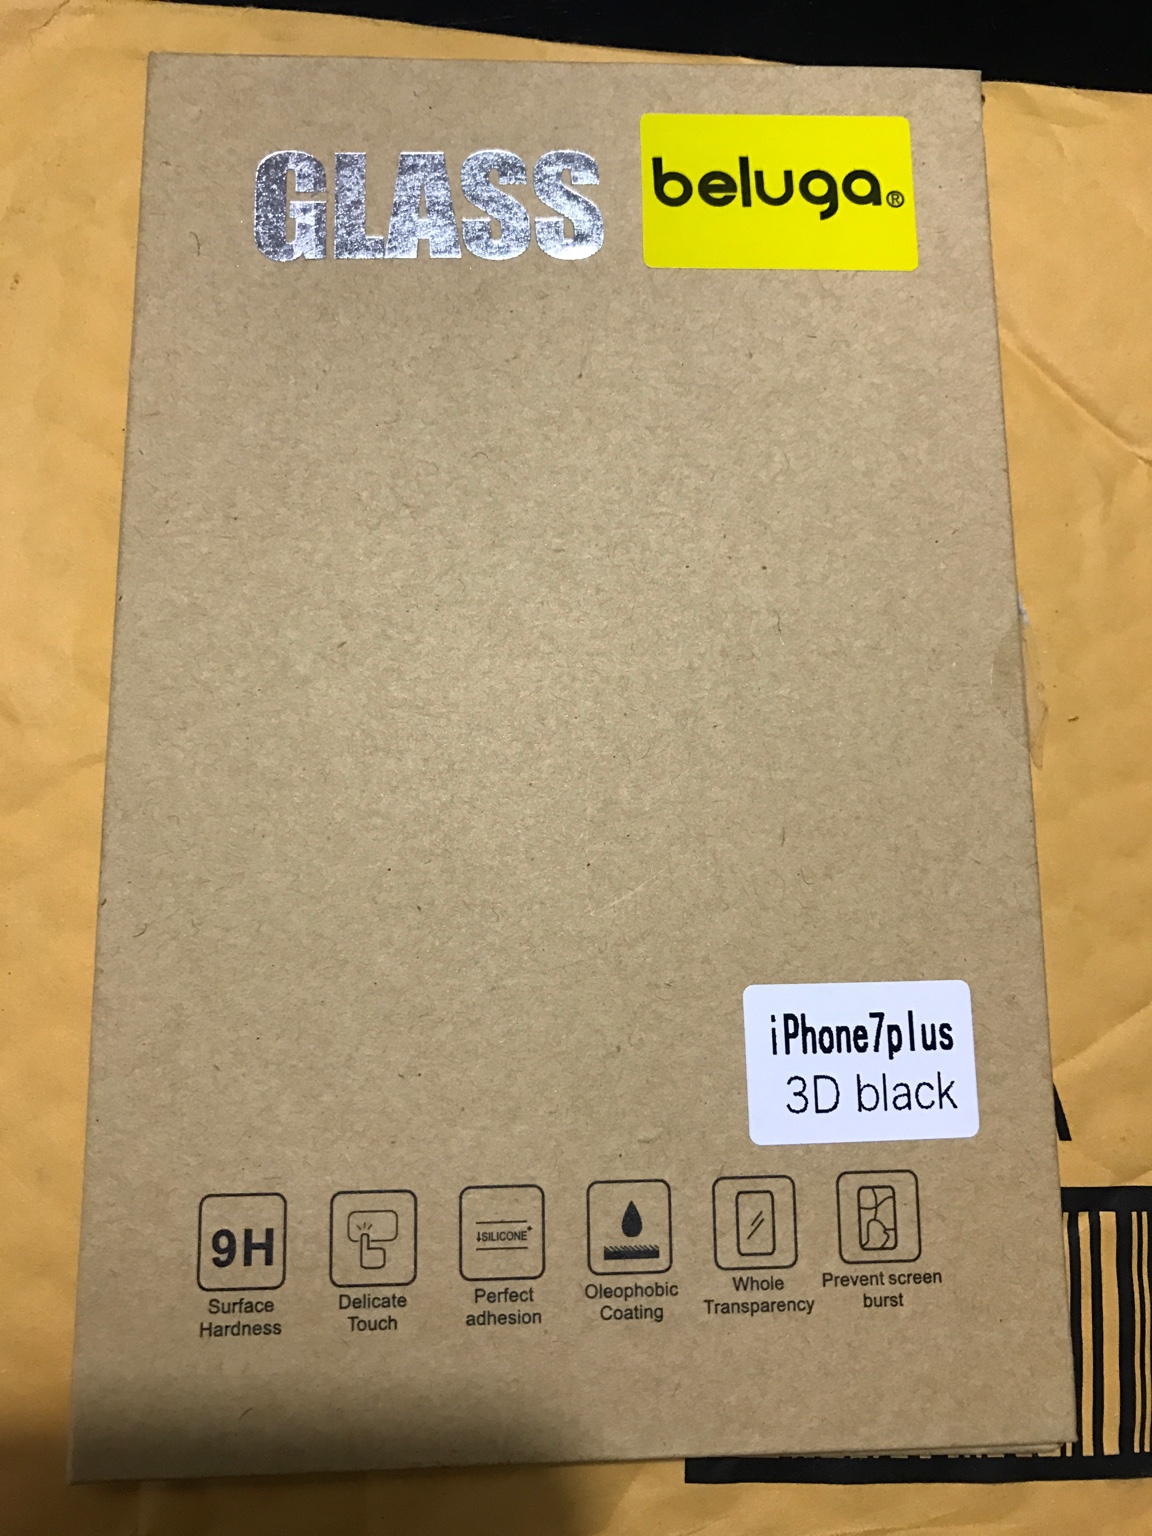 GLASS
beluga®
iPhone7plus
3D black
9H
Surface
Hardness
Delicate
Touch
SILICONE+
Perfect
adhesion
Oleophobic
Coating
Whole
Transparency
Prevent screen
burst